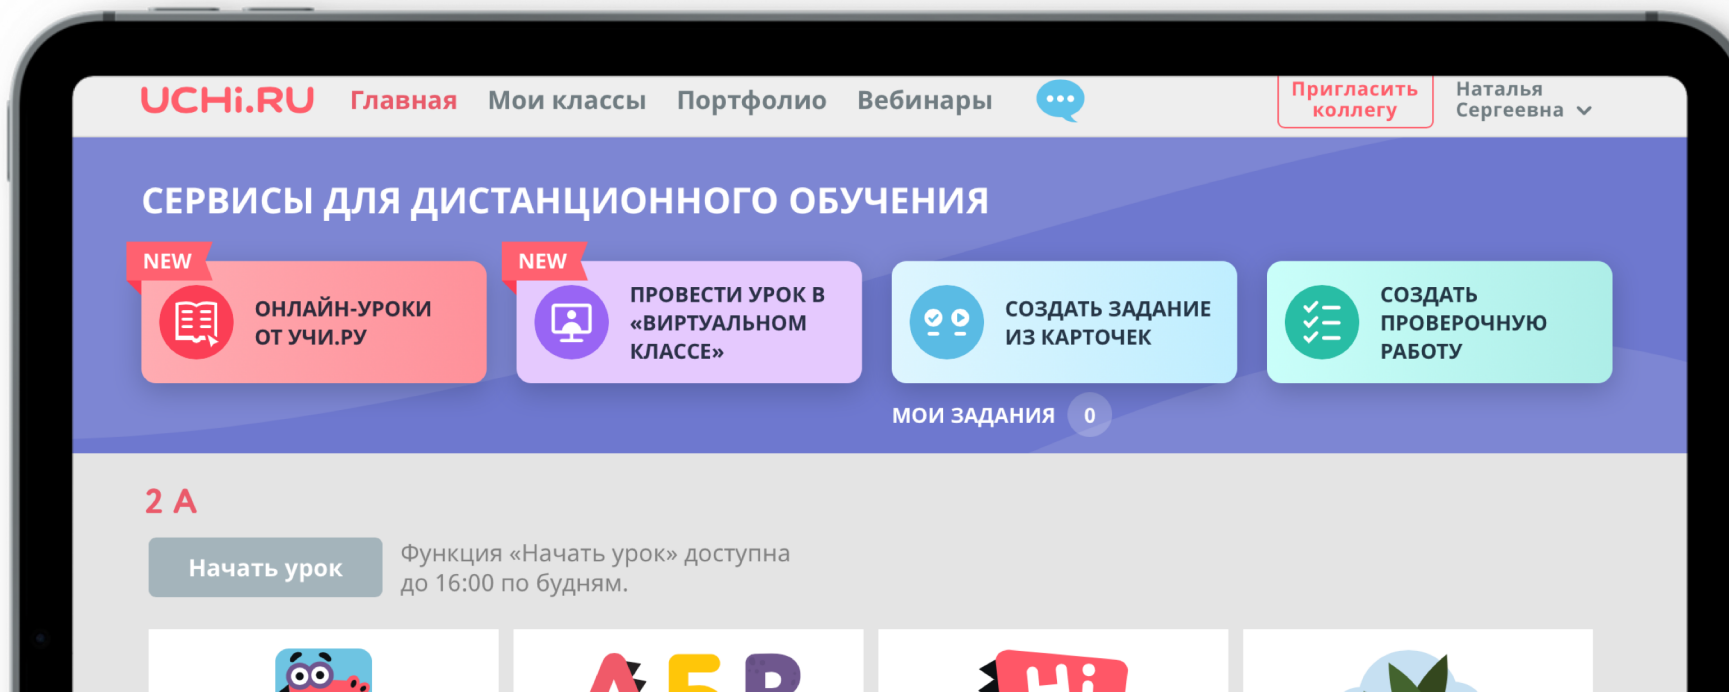 UCHi.RU Главная Мои классы Портфолио Вебинары
Пригласить
коллегу
Наталья
Сергеевна
СЕРВИСЫ ДЛЯ ДИСТАНЦИОННОГО ОБУЧЕНИЯ
NEW
ОНЛАЙН-УРОКИ
ОТ УЧИ.РУ
NEW
ПРОВЕСТИ УРОК В
«ВИРТУАЛЬНОМ
КЛАССЕ»
СОЗДАТЬ ЗАДАНИЕ
ИЗ КАРТОЧЕК
МОИ ЗАДАНИЯ 0
СОЗДАТЬ
ПРОВЕРОЧНУЮ
РАБОТУ
2 А
Начать урок
Функция «Начать урок» доступна
до 16:00 по будням.
А Б В
Hi